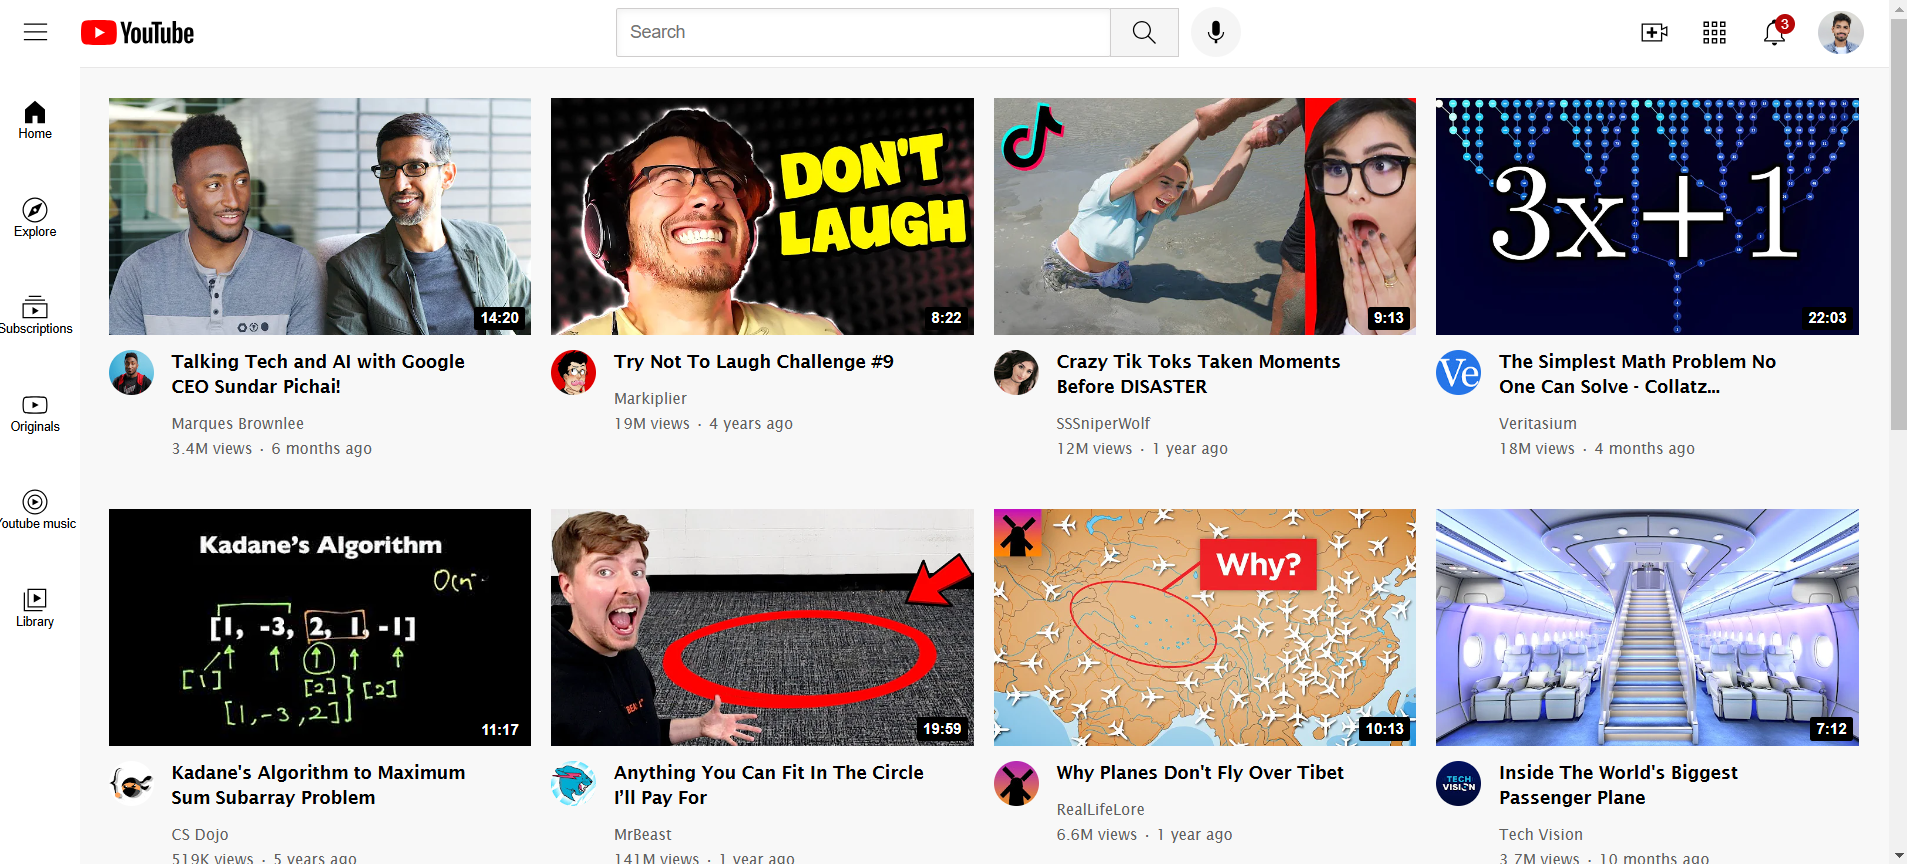 YouTube
Search
3
Home
Explore
Subscriptions
Originals
Youtube music
Library
DON'T
LAUGH
3x+1
14:20
8:22
9:13
22:03
Talking Tech and AI with Google
CEO Sundar Pichai!
Marques Brownlee
3.4M views · 6 months ago
Try Not To Laugh Challenge #9
Markiplier
19M views · 4 years ago
Crazy Tik Toks Taken Moments
Before DISASTER
SSSniperWolf
12M views · 1 year ago
Ve
The Simplest Math Problem No
One Can Solve - Collatz...
Veritasium
18M views · 4 months ago
Kadane's Algorithm
[1, -3, 2, 1, -1]
[1]
[2]
[2]
[1,-3,2]
11:17
19:59
Why?
10:13
7:12
Kadane's Algorithm to Maximum
Sum Subarray Problem
CS Dojo
519K views · 5 years ago
Anything You Can Fit In The Circle
I'll Pay For
MrBeast
141M views · 1 year ago
Why Planes Don't Fly Over Tibet
RealLifeLore
6.6M views · 1 year ago
TECH
VISION
Inside The World's Biggest
Passenger Plane
Tech Vision
3.7M views · 10 months ago